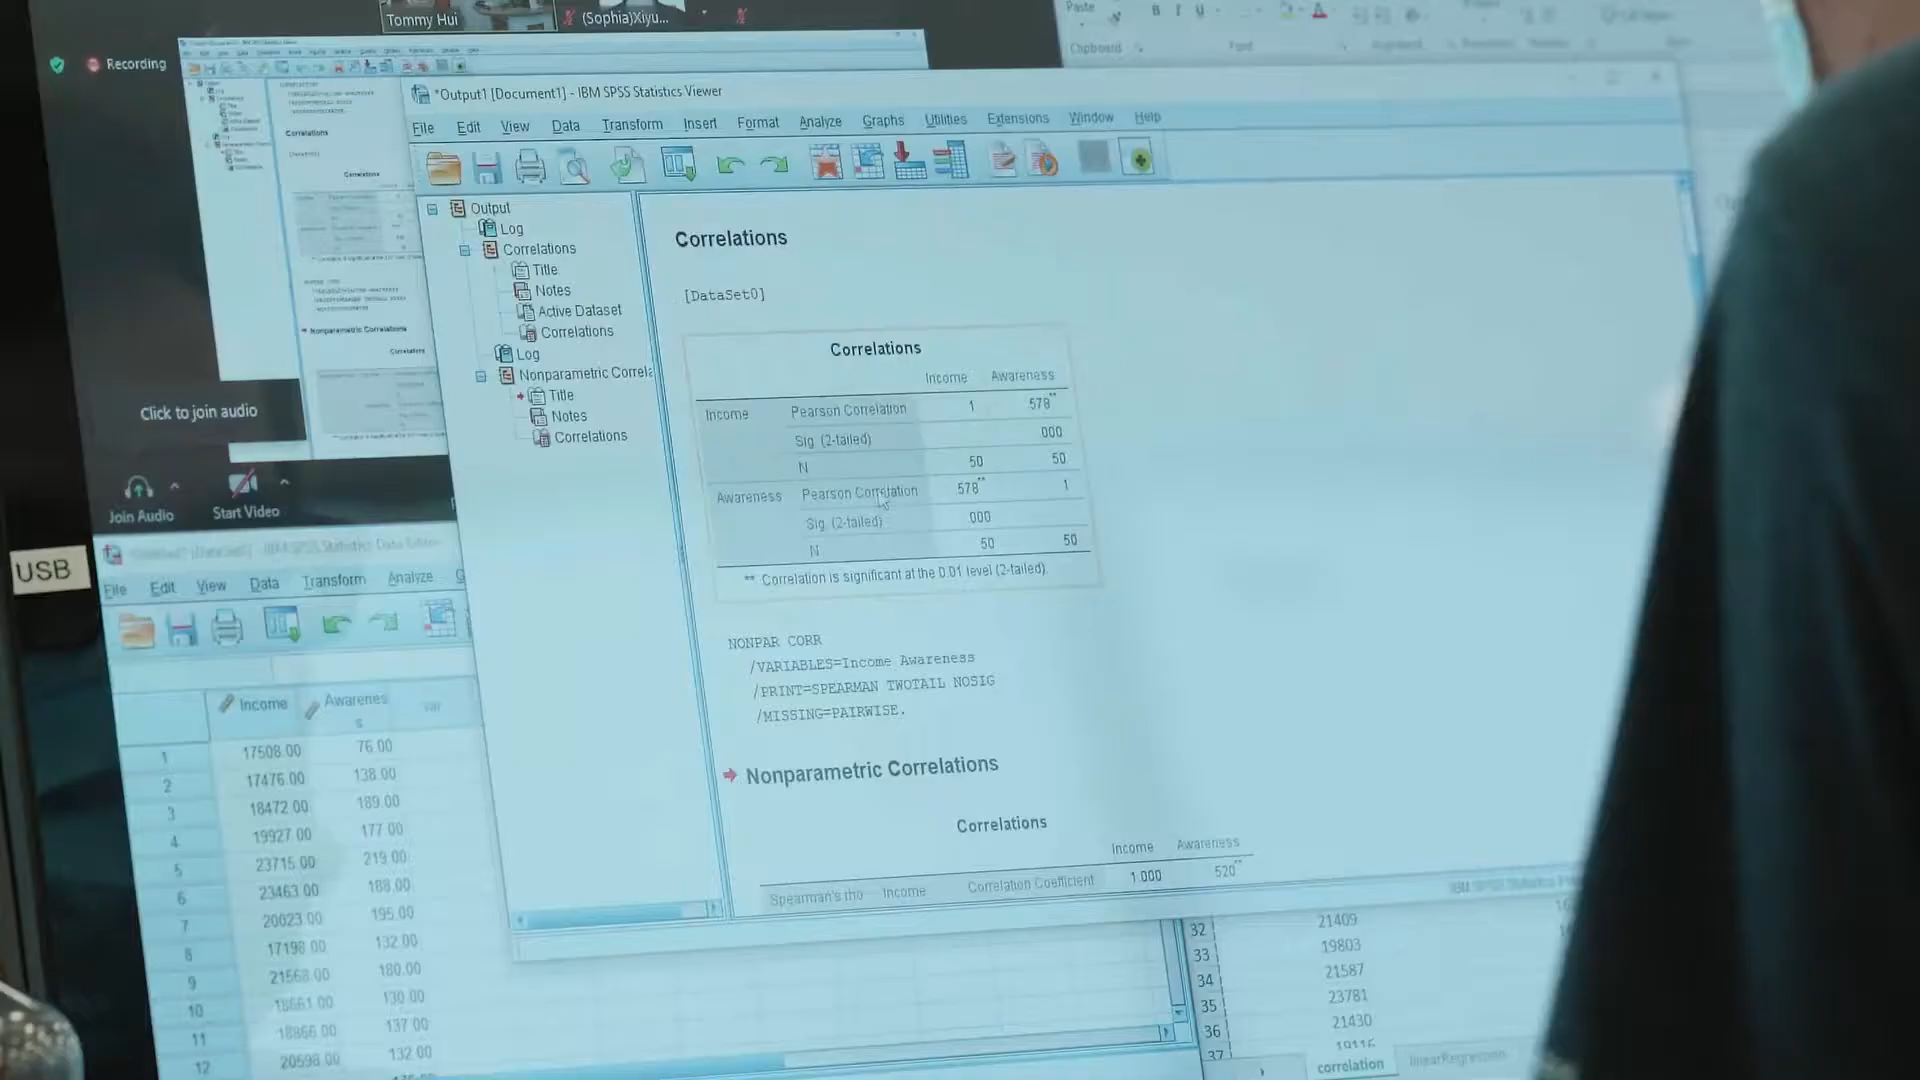 Tommy Hui
(Sophia)Xiyu...
Recording
Paste
Clipboard
*Output1 [Document1] - IBM SPSS Statistics Viewer
File Edit View Data Transform Insert Format Analyze Graphs Utilities Extensions Window Help
Output
Log
Correlations
Title
Notes
Active Dataset
Correlations
Log
Nonparametric Correla
Title
Notes
Correlations
Correlations
[DataSet0]
Correlations
Income Awareness
Income Pearson Correlation 1 .578**
Sig. (2-tailed) .000
N 50 50
Awareness Pearson Correlation .578** 1
Sig. (2-tailed) .000
N 50 50
** Correlation is significant at the 0.01 level (2-tailed).
NONPAR CORR
/VARIABLES=Income Awareness
/PRINT=SPEARMAN TWOTAIL NOSIG
/MISSING=PAIRWISE.
Nonparametric Correlations
Correlations
Income Awareness
Spearman's rho Income Correlation Coefficient 1.000 .520**
Correlations
Nonparametric Correlations
Click to join audio
Join Audio
Start Video
USB
File Edit View Data Transform Analyze
Income Awarenes
s
var
1 17508.00 76.00
2 17476.00 138.00
3 18472.00 189.00
4 19927.00 177.00
5 23715.00 219.00
6 23463.00 188.00
7 20023.00 195.00
8 17198.00 132.00
9 21568.00 180.00
10 18661.00 130.00
11 18866.00 137.00
12 20598.00 132.00
32 21409
33 19803
34 21587
35 23781
36 21430
37
correlation
linearRegression